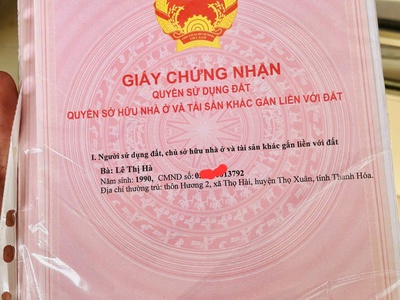 GIẤY CHỨNG NHẬN
QUYỀN SỬ DỤNG ĐẤT
QUYỀN SỞ HỮU NHÀ Ở VÀ TÀI SẢN KHÁC GẮN LIỀN VỚI ĐẤT
I. Người sử dụng đất, chủ sở hữu nhà ở và tài sản khác gắn liền với đất
Bà: Lê Thị Hà
Năm sinh: 1990, CMND số:
Địa chỉ thường trú: thôn Hương 2, xã Thọ Hải, huyện Thọ Xuân, tỉnh Thanh Hóa.